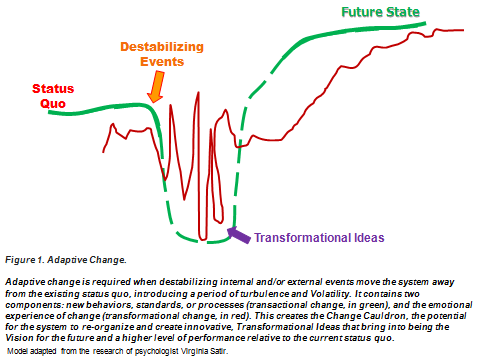 Future State
Destabilizing
Events
Status
Quo
Transformational Ideas
Figure 1. Adaptive Change.
Adaptive change is required when destabilizing internal and/or external events move the system away
from the existing status quo, introducing a period of turbulence and Volatility. It contains two
components: new behaviors, standards, or processes (transactional change, in green), and the emotional
experience of change (transformational change, in red). This creates the Change Cauldron, the potential
for the system to re-organize and create innovative, Transformational Ideas that bring into being the
Vision for the future and a higher level of performance relative to the current status quo.
Model adapted from the research of psychologist Virginia Satir.